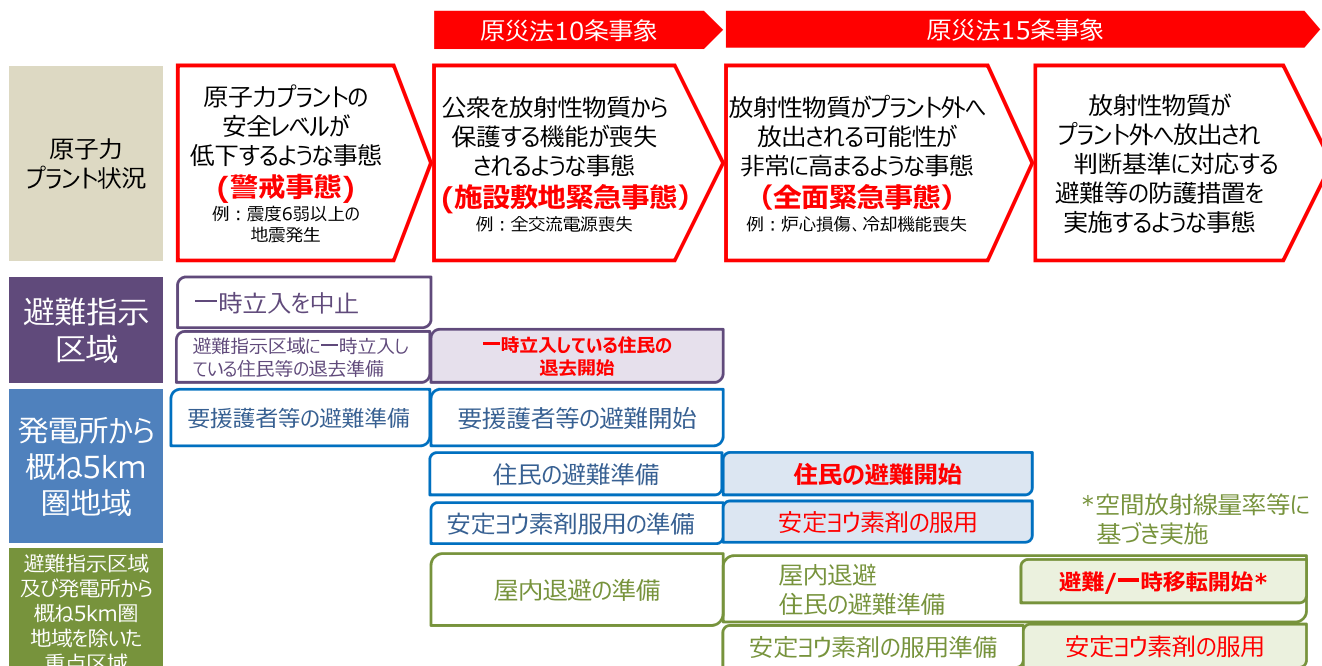 原災法10条事象
原災法15条事象
原子力
プラント状況
原子力プラントの
安全レベルが
低下するような事態
(警戒事態)
例：震度6弱以上の
地震発生
公衆を放射性物質から
保護する機能が喪失
されるような事態
(施設敷地緊急事態)
例：全交流電源喪失
放射性物質がプラント外へ
放出される可能性が
非常に高まるような事態
(全面緊急事態)
例：炉心損傷、冷却機能喪失
放射性物質が
プラント外へ放出され
判断基準に対応する
避難等の防護措置を
実施するような事態
避難指示
区域
一時立入を中止
避難指示区域に一時立入し
ている住民等の退去準備
一時立入している住民の
退去開始
発電所から
概ね5km
圏地域
要援護者等の避難準備
要援護者等の避難開始
住民の避難準備
住民の避難開始
安定ヨウ素剤服用の準備
安定ヨウ素剤の服用
*空間放射線量率等に
基づき実施
避難指示区域
及び発電所から
概ね5km圏
地域を除いた
重点区域
屋内退避の準備
屋内退避
住民の避難準備
避難/一時移転開始*
安定ヨウ素剤の服用準備
安定ヨウ素剤の服用